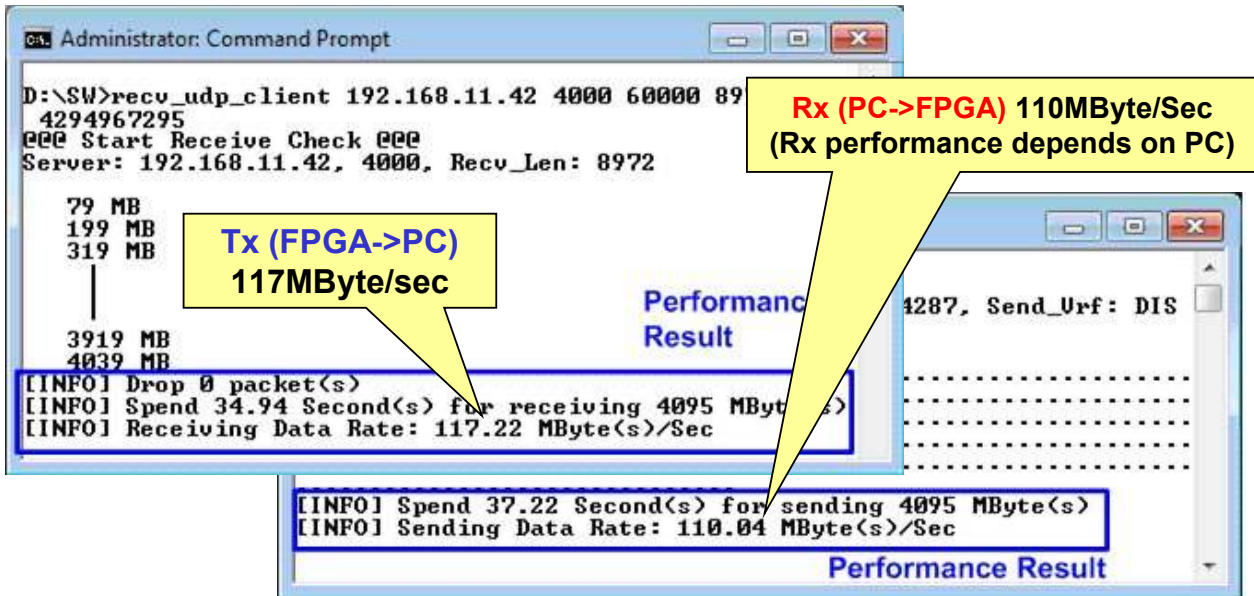 Administrator: Command Prompt
D:\SW>recv_udp_client 192.168.11.42 4000 60000
4294967295
@@@ Start Receive Check @@@
Server: 192.168.11.42, 4000, Recv_Len: 8972
79 MB
199 MB
319 MB
3919 MB
4039 MB
[INFO] Drop 0 packet(s)
[INFO] Spend 34.94 Second(s) for receiving 4095 MByt s)
[INFO] Receiving Data Rate: 117.22 MByte(s)/Sec
Tx (FPGA->PC)
117MByte/sec
Performanc
Result
Rx (PC->FPGA) 110MByte/Sec
(Rx performance depends on PC)
4287, Send_Vrf: DIS
[INFO] Spend 37.22 Second(s) for sending 4095 MByte(s)
[INFO] Sending Data Rate: 110.04 MByte(s)/Sec
Performance Result